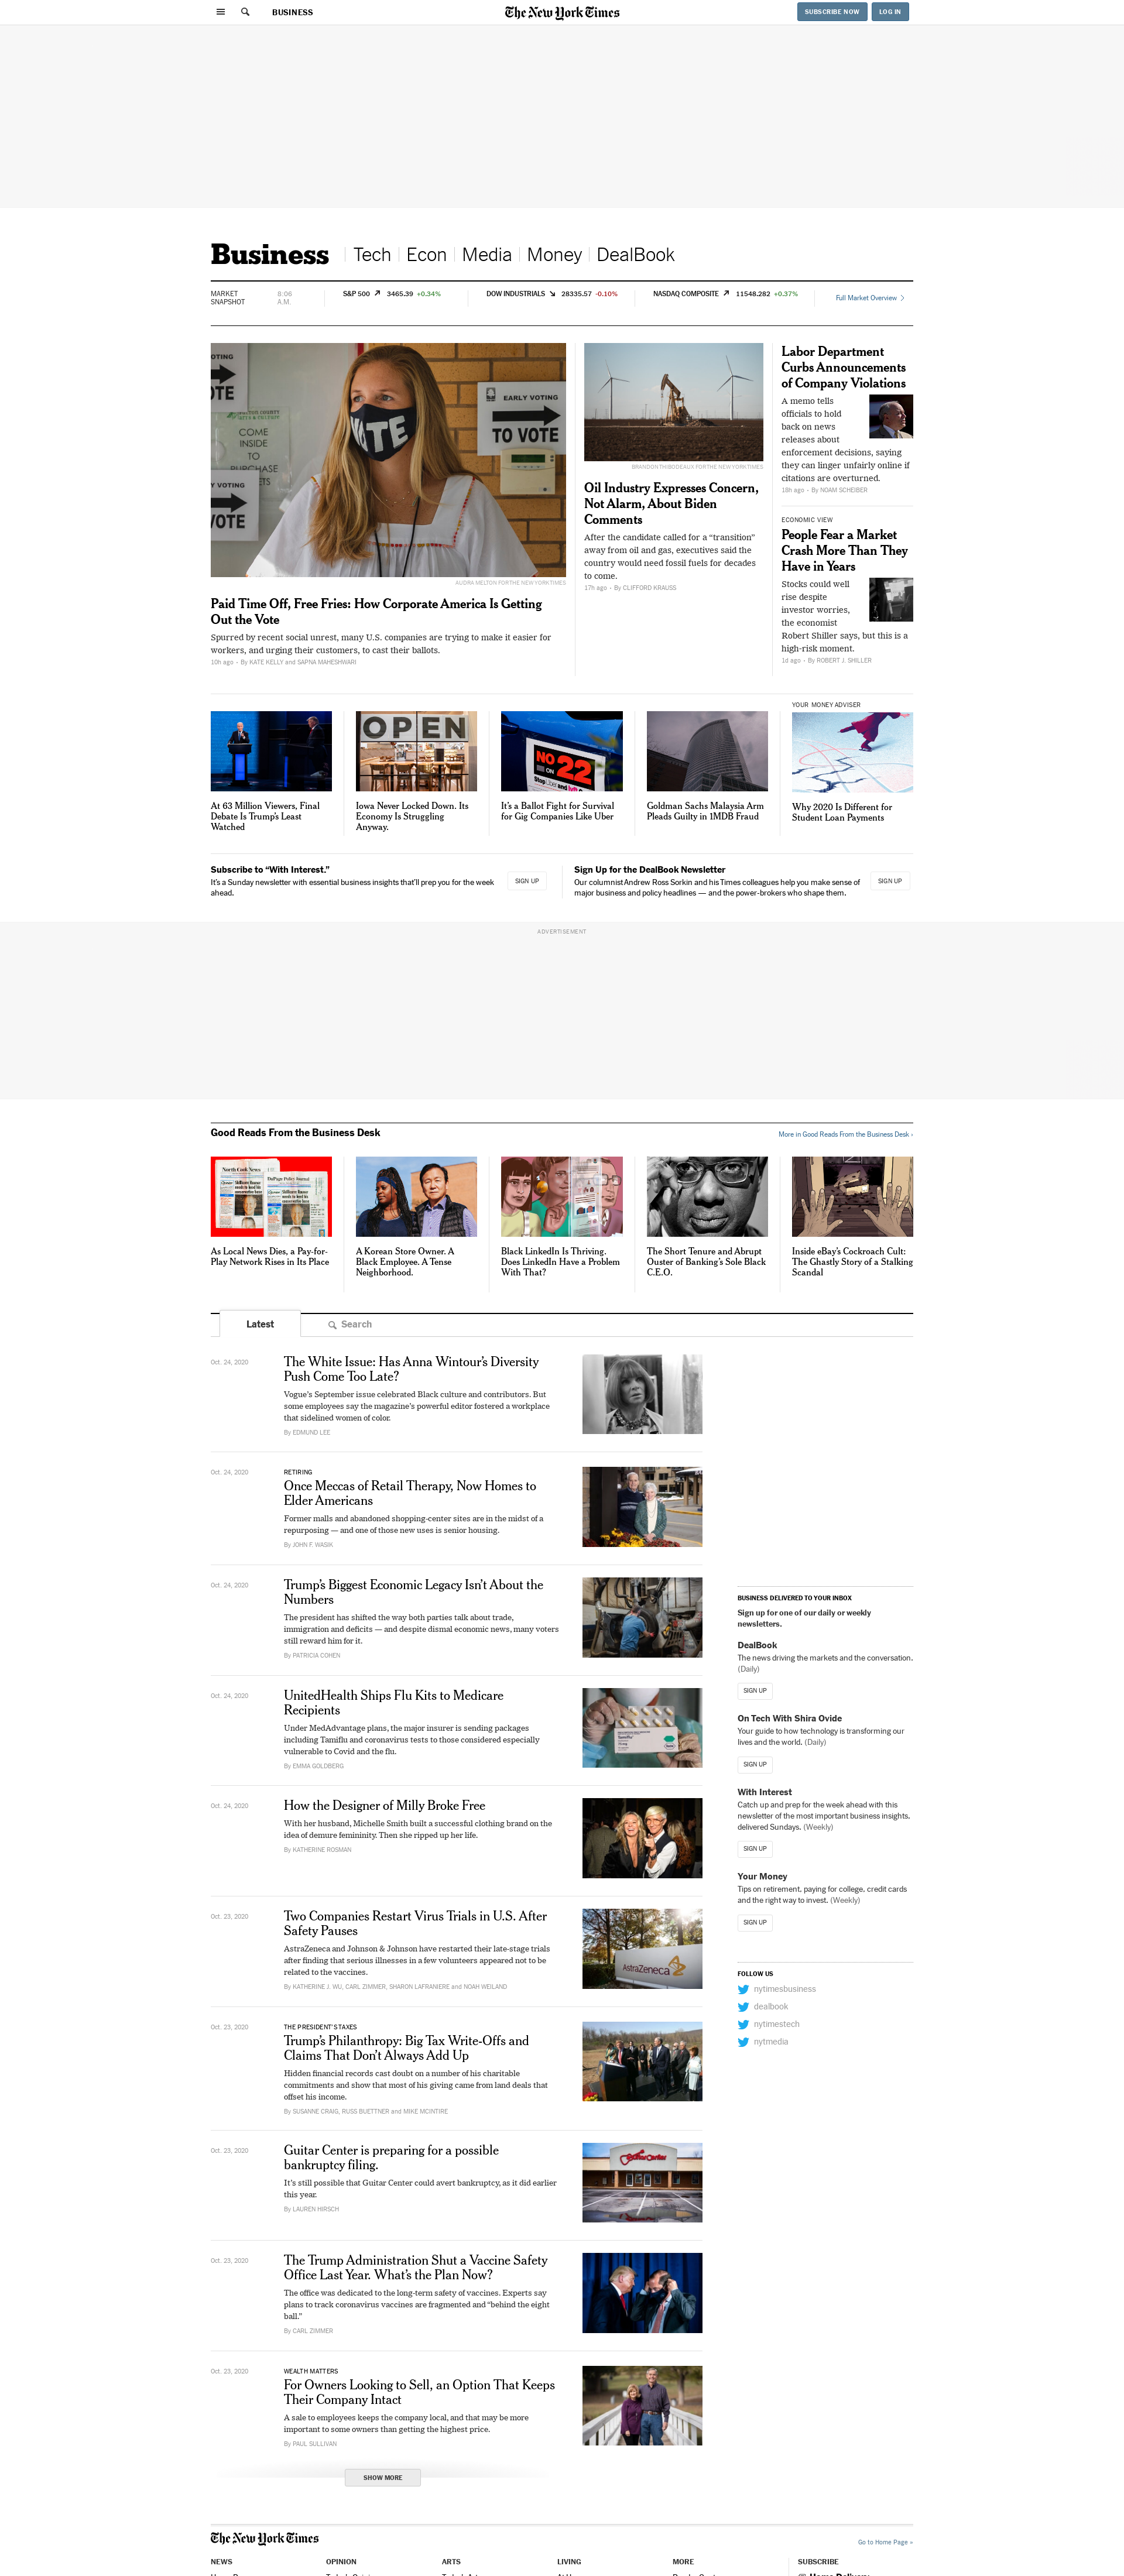 BUSINESS
The New York Times
SUBSCRIBE NOW
LOG IN
Business
Tech
Econ
Media
Money
DealBook
MARKET
SNAPSHOT
8:06
A.M.
S&P 500 3465.39 +0.34%
DOW INDUSTRIALS 28335.57 -0.10%
NASDAQ COMPOSITE 11548.282 +0.37%
Full Market Overview
VOTING
VOTE
COME
INSIDE
TO
PURCHASE
VOTING
VOTE
VOTE
EARLY VOTING
TO VOTE
AUDRA MELTON FOR THE NEW YORK TIMES
Paid Time Off, Free Fries: How Corporate America Is Getting
Out the Vote
Spurred by recent social unrest, many U.S. companies are trying to make it easier for
workers, and urging their customers, to cast their ballots.
10h ago • By KATE KELLY and SAPNA MAHESHWARI
BRANDON THIBODEAUX FOR THE NEW YORK TIMES
Oil Industry Expresses Concern,
Not Alarm, About Biden
Comments
After the candidate called for a “transition”
away from oil and gas, executives said the
country would need fossil fuels for decades
to come.
17h ago • By CLIFFORD KRAUSS
Labor Department
Curbs Announcements
of Company Violations
A memo tells
officials to hold
back on news
releases about
enforcement decisions, saying
they can linger unfairly online if
citations are overturned.
18h ago • By NOAM SCHEIBER
ECONOMIC VIEW
People Fear a Market
Crash More Than They
Have in Years
Stocks could well
rise despite
investor worries,
the economist
Robert Shiller says, but this is a
high-risk moment.
1d ago • By ROBERT J. SHILLER
At 63 Million Viewers, Final
Debate Is Trump’s Least
Watched
OPEN
Iowa Never Locked Down. Its
Economy Is Struggling
Anyway.
NO
ON 22
It’s a Ballot Fight for Survival
for Gig Companies Like Uber
Goldman Sachs Malaysia Arm
Pleads Guilty in 1MDB Fraud
YOUR MONEY ADVISER
Why 2020 Is Different for
Student Loan Payments
Subscribe to “With Interest.”
It’s a Sunday newsletter with essential business insights that’ll prep you for the week
ahead.
SIGN UP
Sign Up for the DealBook Newsletter
Our columnist Andrew Ross Sorkin and his Times colleagues help you make sense of
major business and policy headlines — and the power-brokers who shape them.
SIGN UP
ADVERTISEMENT
Good Reads From the Business Desk
More in Good Reads From the Business Desk ›
North Cook News
DuPage Policy Journal
As Local News Dies, a Pay-for-
Play Network Rises in Its Place
A Korean Store Owner. A
Black Employee. A Tense
Neighborhood.
Black LinkedIn Is Thriving.
Does LinkedIn Have a Problem
With That?
The Short Tenure and Abrupt
Ouster of Banking’s Sole Black
C.E.O.
Inside eBay’s Cockroach Cult:
The Ghastly Story of a Stalking
Scandal
Latest
Search
Oct. 24, 2020
The White Issue: Has Anna Wintour’s Diversity
Push Come Too Late?
Vogue’s September issue celebrated Black culture and contributors. But
some employees say the magazine’s powerful editor fostered a workplace
that sidelined women of color.
By EDMUND LEE
Oct. 24, 2020
RETIRING
Once Meccas of Retail Therapy, Now Homes to
Elder Americans
Former malls and abandoned shopping-center sites are in the midst of a
repurposing — and one of those new uses is senior housing.
By JOHN F. WASIK
Oct. 24, 2020
Trump’s Biggest Economic Legacy Isn’t About the
Numbers
The president has shifted the way both parties talk about trade,
immigration and deficits — and despite dismal economic news, many voters
still reward him for it.
By PATRICIA COHEN
Oct. 24, 2020
UnitedHealth Ships Flu Kits to Medicare
Recipients
Under MedAdvantage plans, the major insurer is sending packages
including Tamiflu and coronavirus tests to those considered especially
vulnerable to Covid and the flu.
By EMMA GOLDBERG
Oct. 24, 2020
How the Designer of Milly Broke Free
With her husband, Michelle Smith built a successful clothing brand on the
idea of demure femininity. Then she ripped up her life.
By KATHERINE ROSMAN
Oct. 23, 2020
Two Companies Restart Virus Trials in U.S. After
Safety Pauses
AstraZeneca and Johnson & Johnson have restarted their late-stage trials
after finding that serious illnesses in a few volunteers appeared not to be
related to the vaccines.
By KATHERINE J. WU, CARL ZIMMER, SHARON LAFRANIERE and NOAH WEILAND
AstraZeneca
Oct. 23, 2020
THE PRESIDENT’S TAXES
Trump’s Philanthropy: Big Tax Write-Offs and
Claims That Don’t Always Add Up
Hidden financial records cast doubt on a number of his charitable
commitments and show that most of his giving came from land deals that
offset his income.
By SUSANNE CRAIG, RUSS BUETTNER and MIKE MCINTIRE
Oct. 23, 2020
Guitar Center is preparing for a possible
bankruptcy filing.
It’s still possible that Guitar Center could avert bankruptcy, as it did earlier
this year.
By LAUREN HIRSCH
Oct. 23, 2020
The Trump Administration Shut a Vaccine Safety
Office Last Year. What’s the Plan Now?
The office was dedicated to the long-term safety of vaccines. Experts say
plans to track coronavirus vaccines are fragmented and “behind the eight
ball.”
By CARL ZIMMER
Oct. 23, 2020
WEALTH MATTERS
For Owners Looking to Sell, an Option That Keeps
Their Company Intact
A sale to employees keeps the company local, and that may be more
important to some owners than getting the highest price.
By PAUL SULLIVAN
SHOW MORE
BUSINESS DELIVERED TO YOUR INBOX
Sign up for one of our daily or weekly
newsletters.
DealBook
The news driving the markets and the conversation.
(Daily)
SIGN UP
On Tech With Shira Ovide
Your guide to how technology is transforming our
lives and the world. (Daily)
SIGN UP
With Interest
Catch up and prep for the week ahead with this
newsletter of the most important business insights,
delivered Sundays. (Weekly)
SIGN UP
Your Money
Tips on retirement, paying for college, credit cards
and the right way to invest. (Weekly)
SIGN UP
FOLLOW US
nytimesbusiness
dealbook
nytimestech
nytmedia
The New York Times
Go to Home Page »
NEWS
OPINION
ARTS
LIVING
MORE
SUBSCRIBE